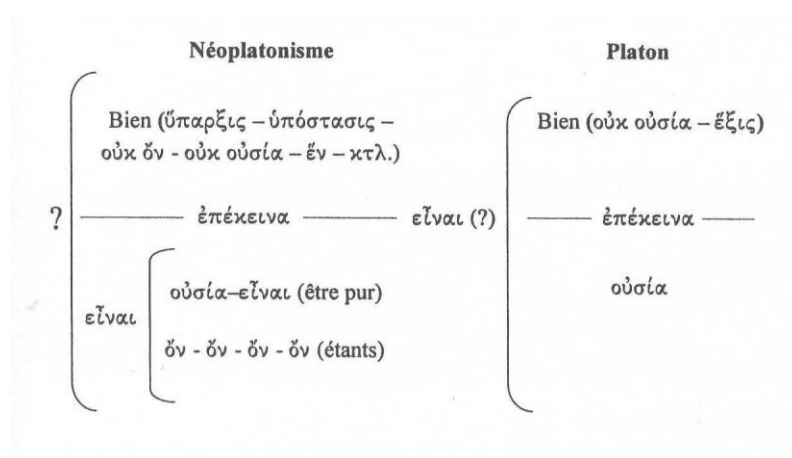 Néoplatonisme
Bien (ὕπαρξις – ὑπόστασις –
οὐκ ὄν - οὐκ οὐσία – ἕν – κτλ.)
? ἐπέκεινα
εἶναι
οὐσία–εἶναι (être pur)
ὄν - ὄν - ὄν - ὄν (étants)
εἶναι (?)
Platon
Bien (οὐκ οὐσία – ἕξις)
ἐπέκεινα
οὐσία